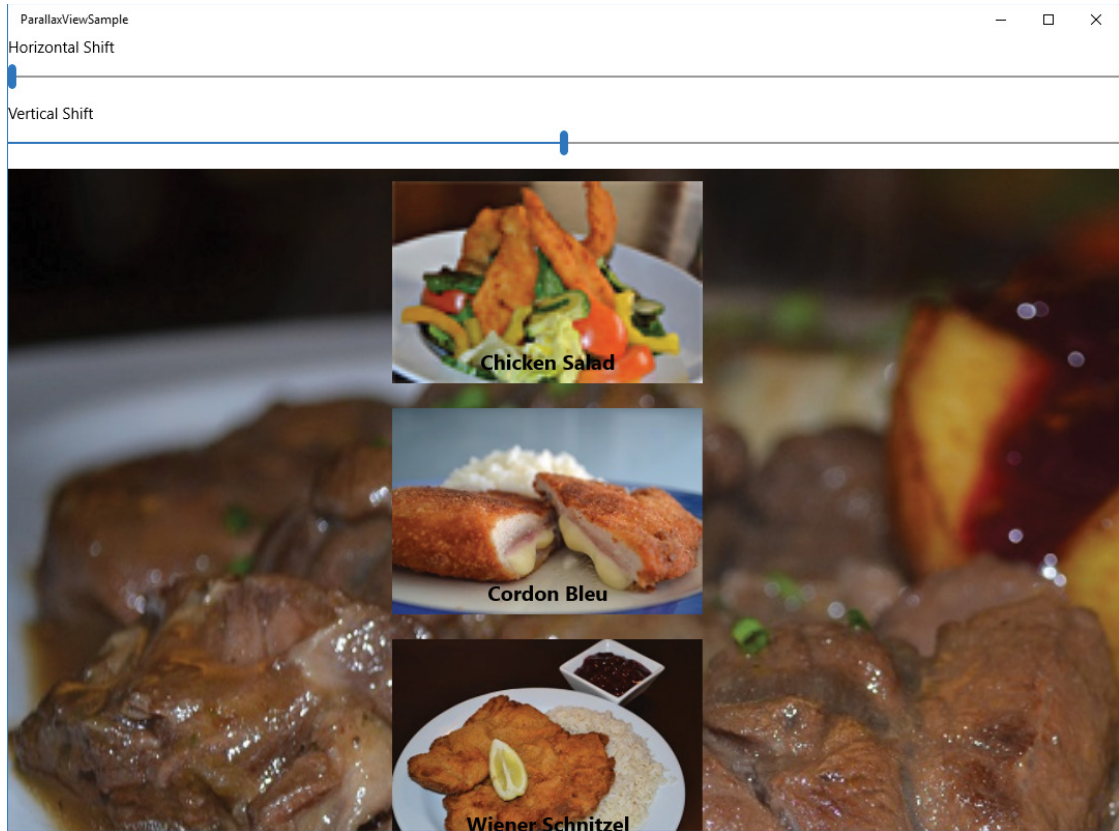 ParallaxViewSample
Horizontal Shift
Vertical Shift
Chicken Salad
Cordon Bleu
Wiener Schnitzel